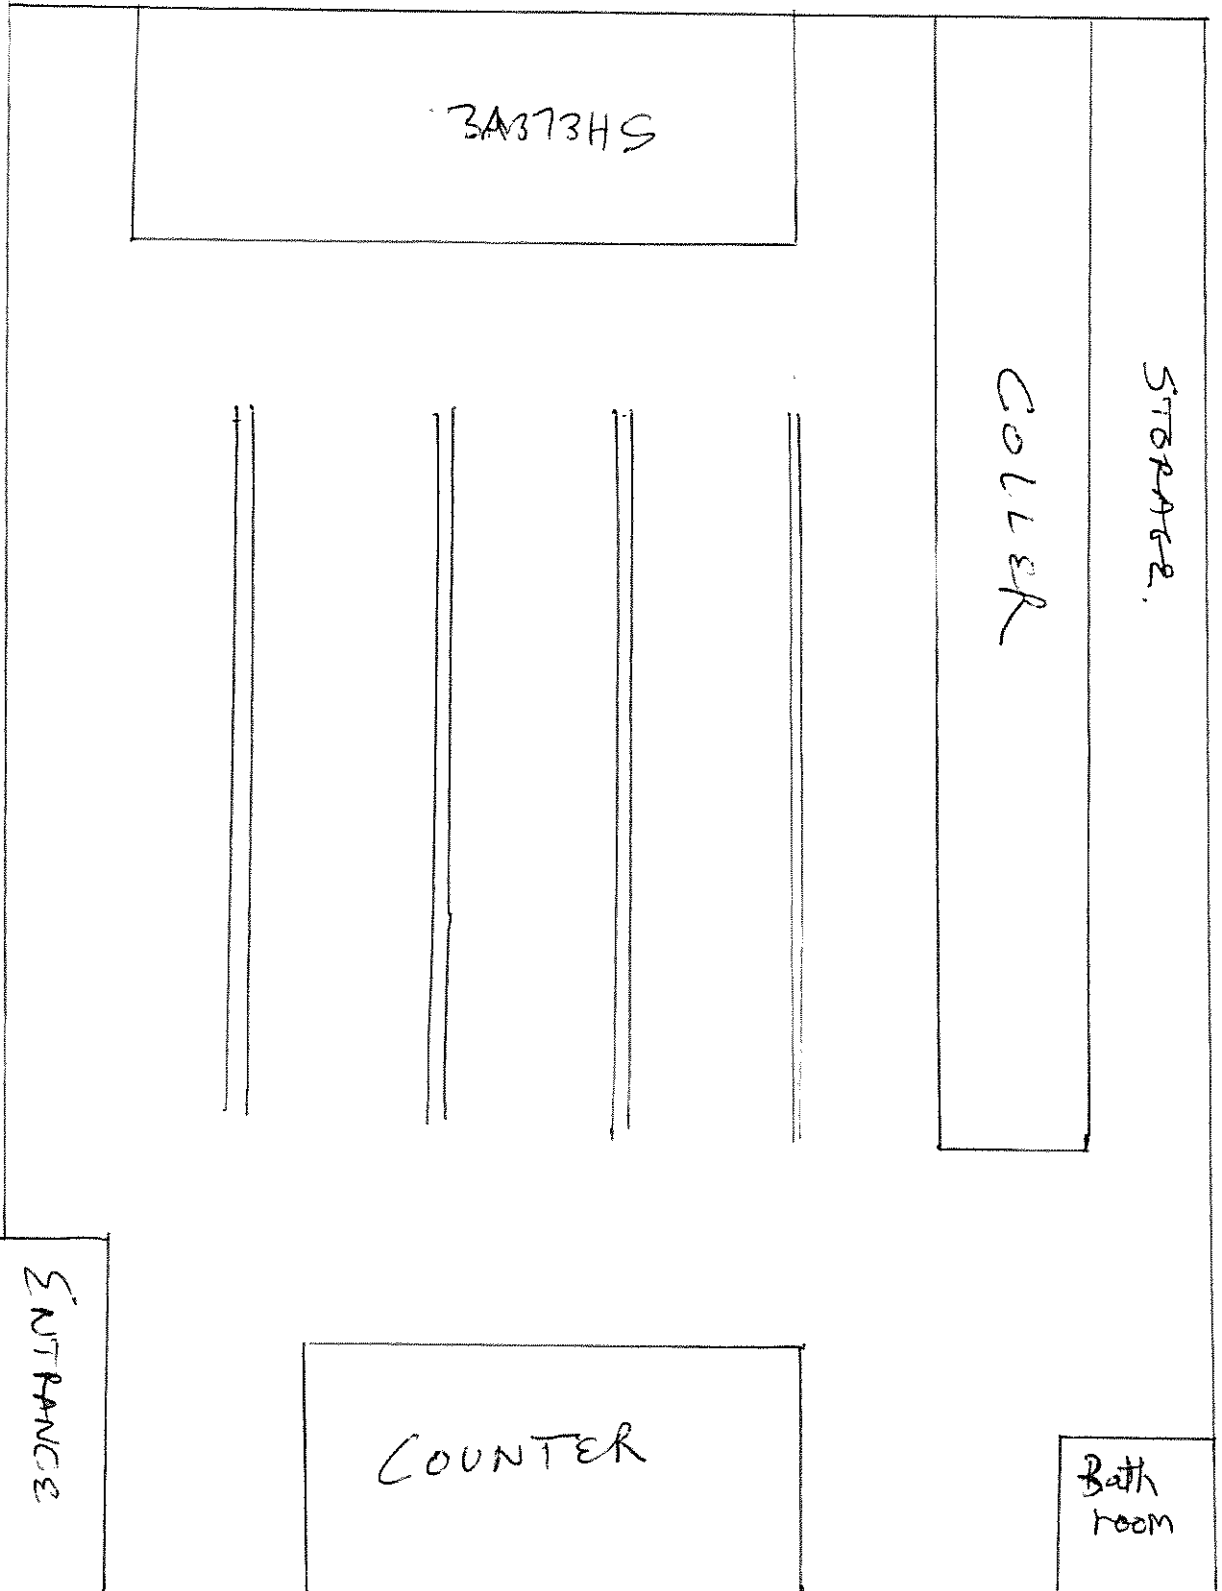 SHELEVE
COLLER
STORAGE.
ENTRANCE
COUNTER
Bath
room